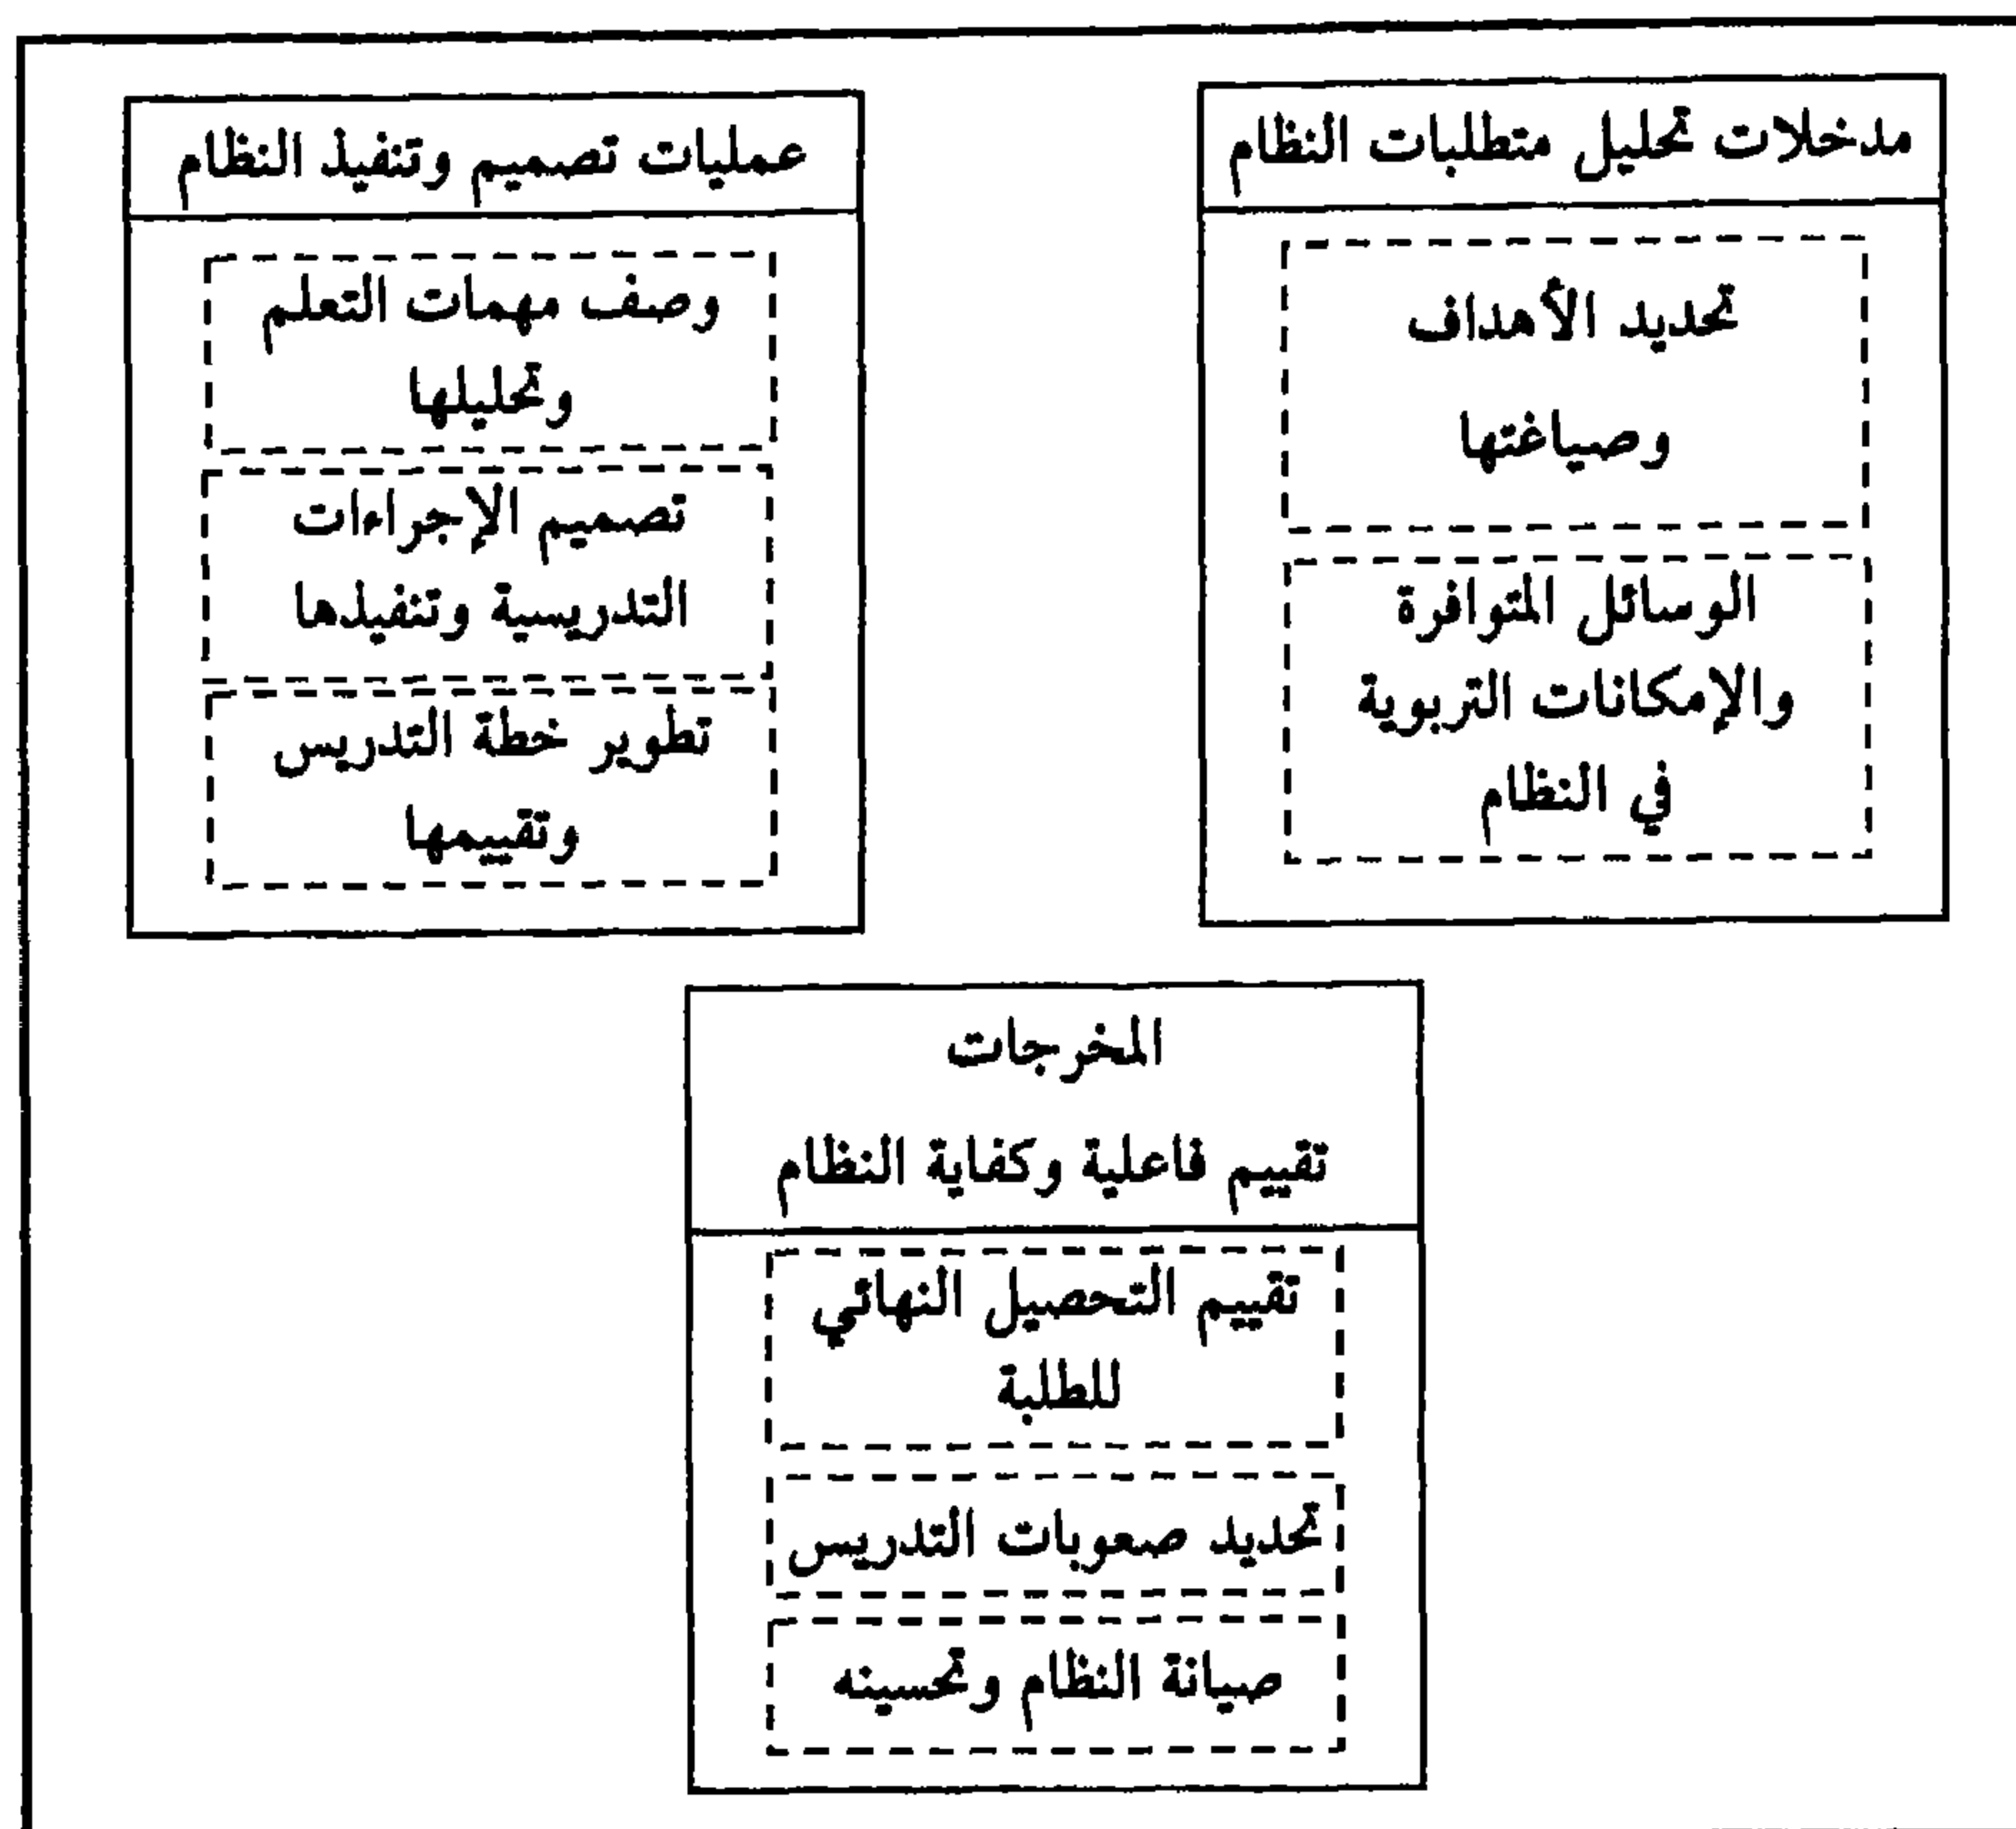 مدخلات تحليل متطلبات النظام
تحديد الأهداف
وصياغتها
الوسائل المتوافرة
والإمكانات التربوية
في النظام
عمليات تصميم وتنفيذ النظام
وصف مهمات التعلم
وتحليلها
تصميم الإجراءات
التدريسية وتنفيذها
تطوير خطة التدريس
وتقييمها
المخرجات
تقييم فاعلية وكفاية النظام
تقييم التحصيل النهائي
للطلبة
تحديد صعوبات التدريس
صيانة النظام وتحسينه